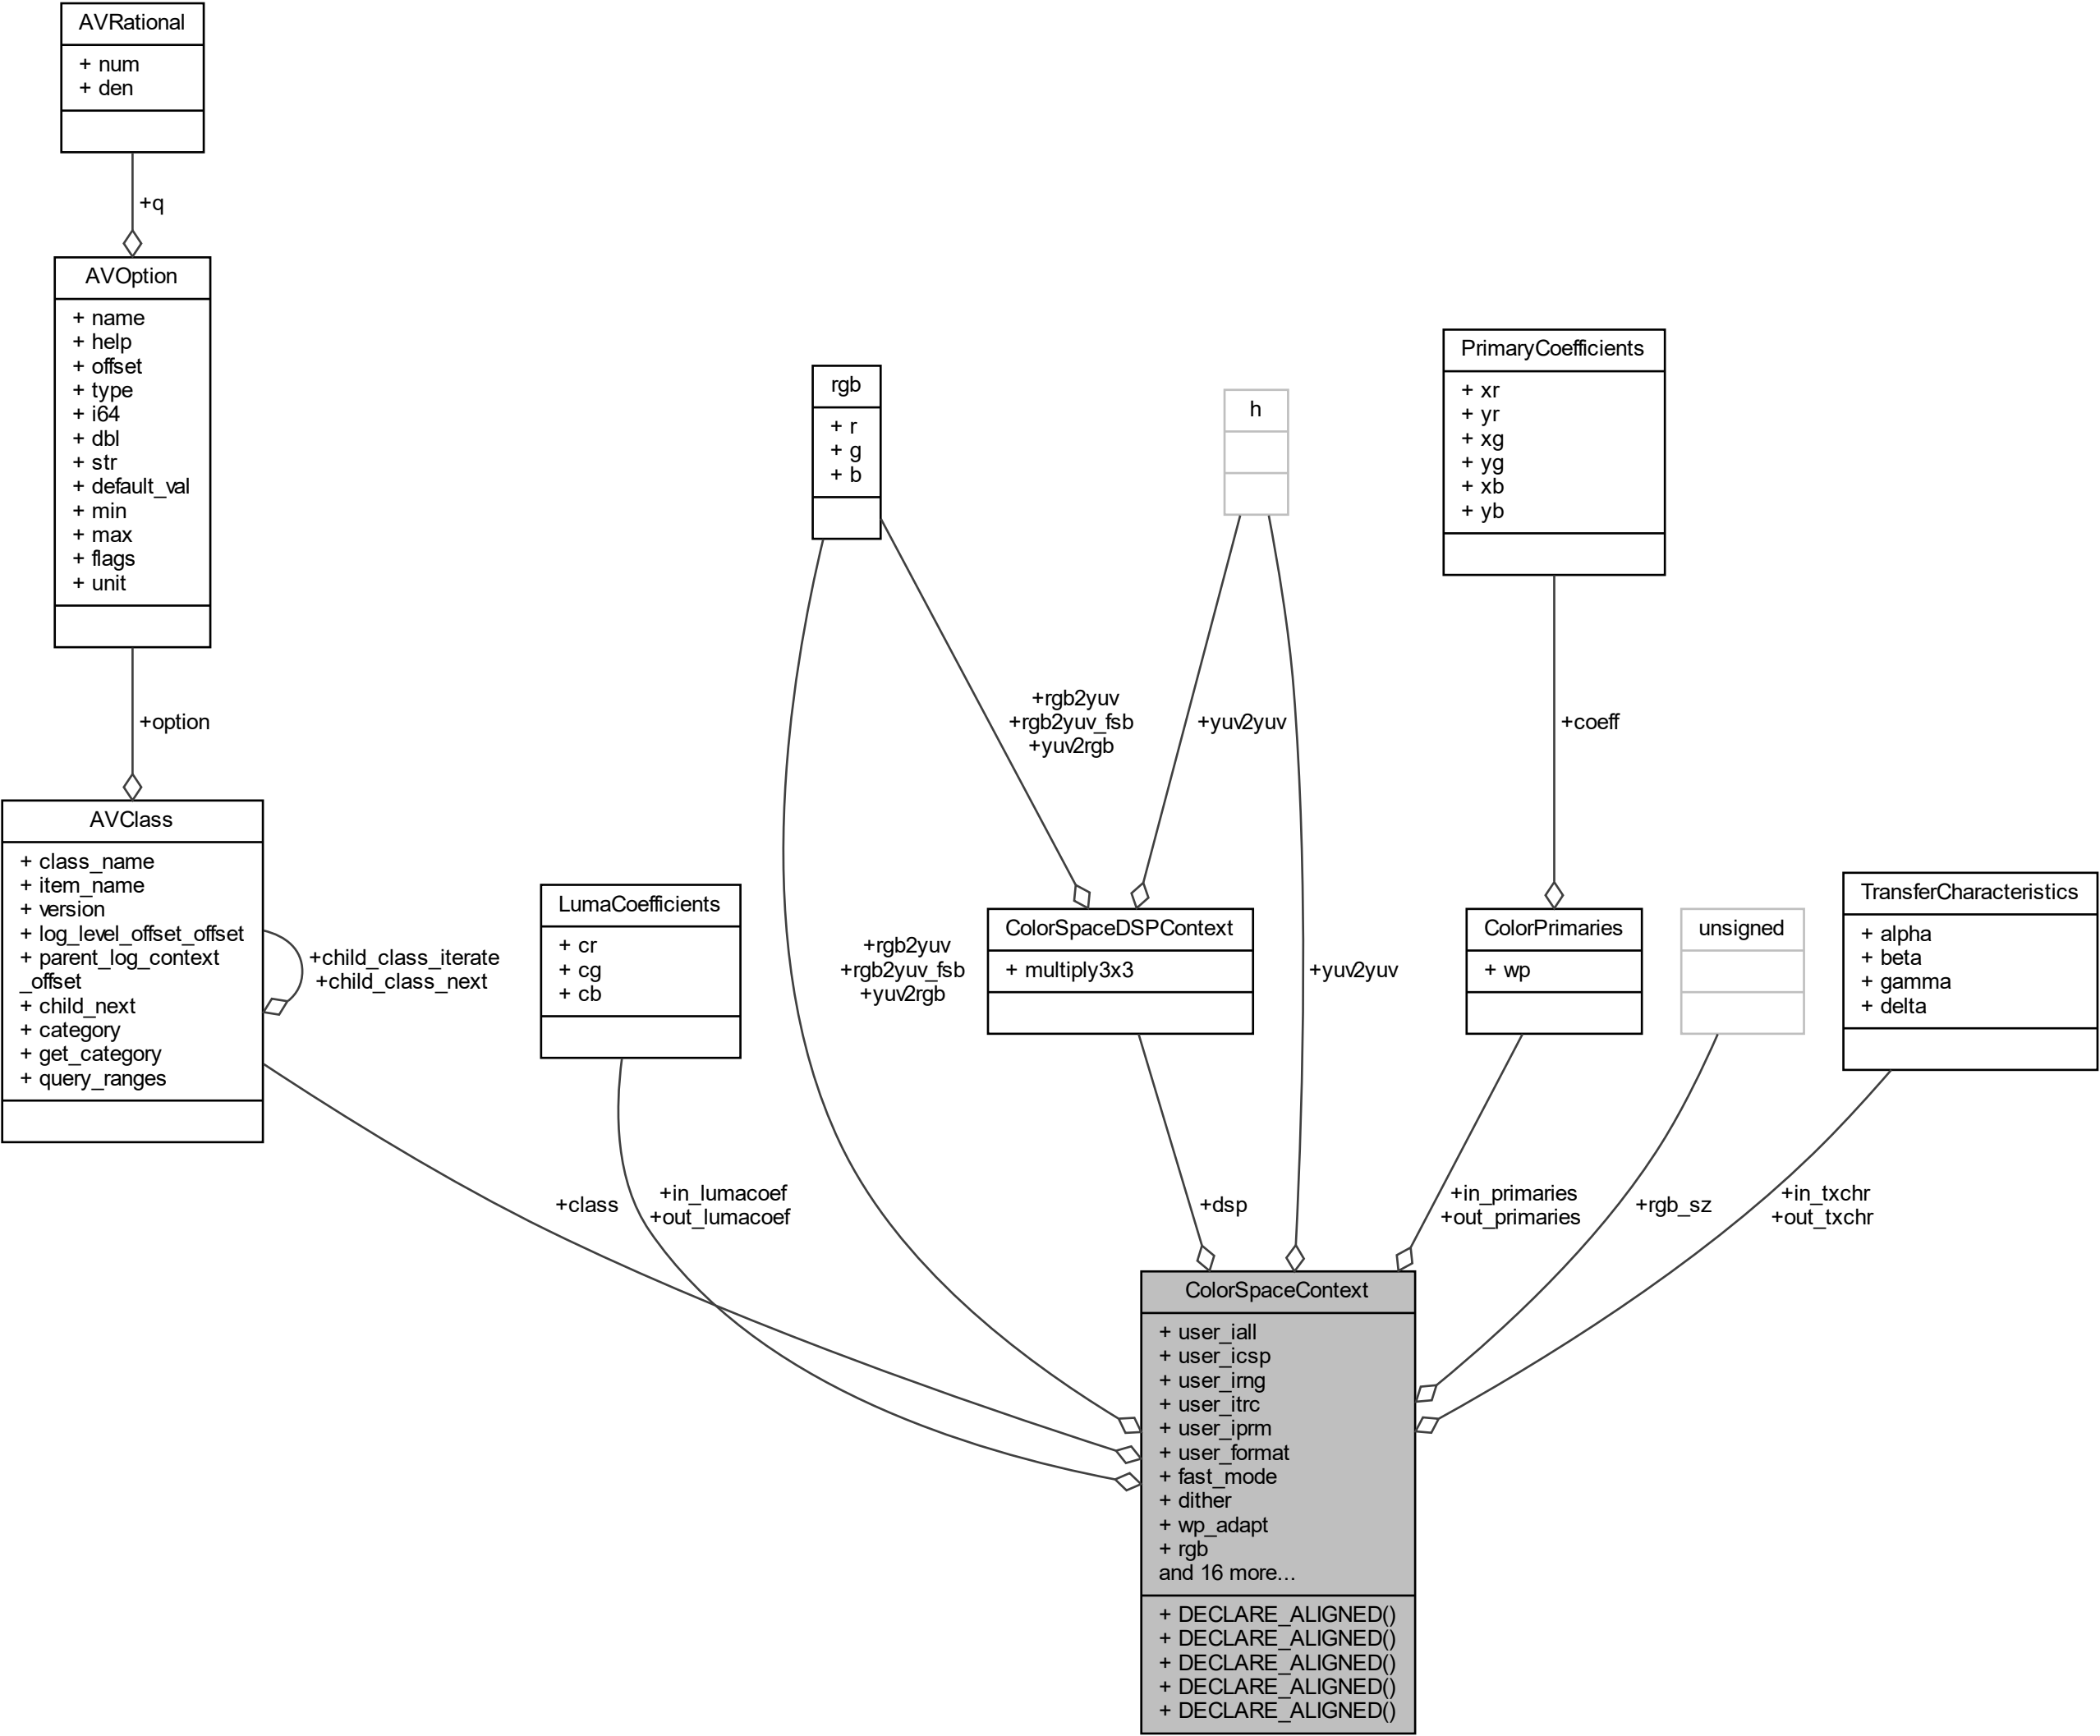 AVRational
+ num
+ den
+q
AVOption
+ name
+ help
+ offset
+ type
+ i64
+ dbl
+ str
+ default_val
+ min
+ max
+ flags
+ unit
+option
AVClass
+ class_name
+ item_name
+ version
+ log_level_offset_offset
+ parent_log_context
_offset
+ child_next
+ category
+ get_category
+ query_ranges
+child_class_iterate
+child_class_next
+class
LumaCoefficients
+ cr
+ cg
+ cb
+in_lumacoef
+out_lumacoef
rgb
+ r
+ g
+ b
+rgb2yuv
+rgb2yuv_fsb
+yuv2rgb
+rgb2yuv
+rgb2yuv_fsb
+yuv2rgb
h
+yuv2yuv
+yuv2yuv
ColorSpaceDSPContext
+ multiply3x3
+dsp
PrimaryCoefficients
+ xr
+ yr
+ xg
+ yg
+ xb
+ yb
+coeff
ColorPrimaries
+ wp
+in_primaries
+out_primaries
unsigned
+rgb_sz
TransferCharacteristics
+ alpha
+ beta
+ gamma
+ delta
+in_txchr
+out_txchr
ColorSpaceContext
+ user_iall
+ user_icsp
+ user_irng
+ user_itrc
+ user_iprm
+ user_format
+ fast_mode
+ dither
+ wp_adapt
+ rgb
and 16 more...
+ DECLARE_ALIGNED()
+ DECLARE_ALIGNED()
+ DECLARE_ALIGNED()
+ DECLARE_ALIGNED()
+ DECLARE_ALIGNED()